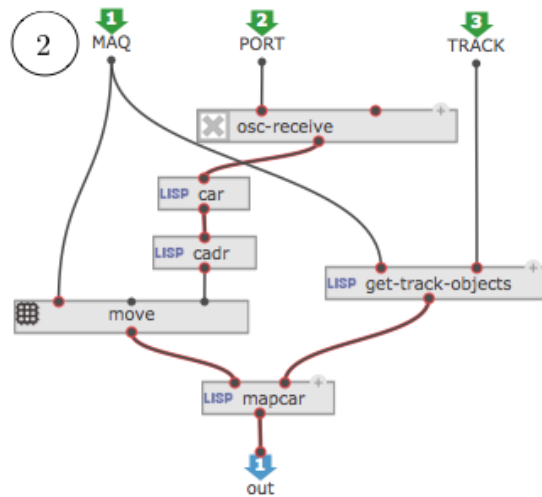 2
1 2 3
MAQ PORT TRACK
osc-receive
LISP car
LISP cadr
LISP get-track-objects
move
LISP mapcar
1
out